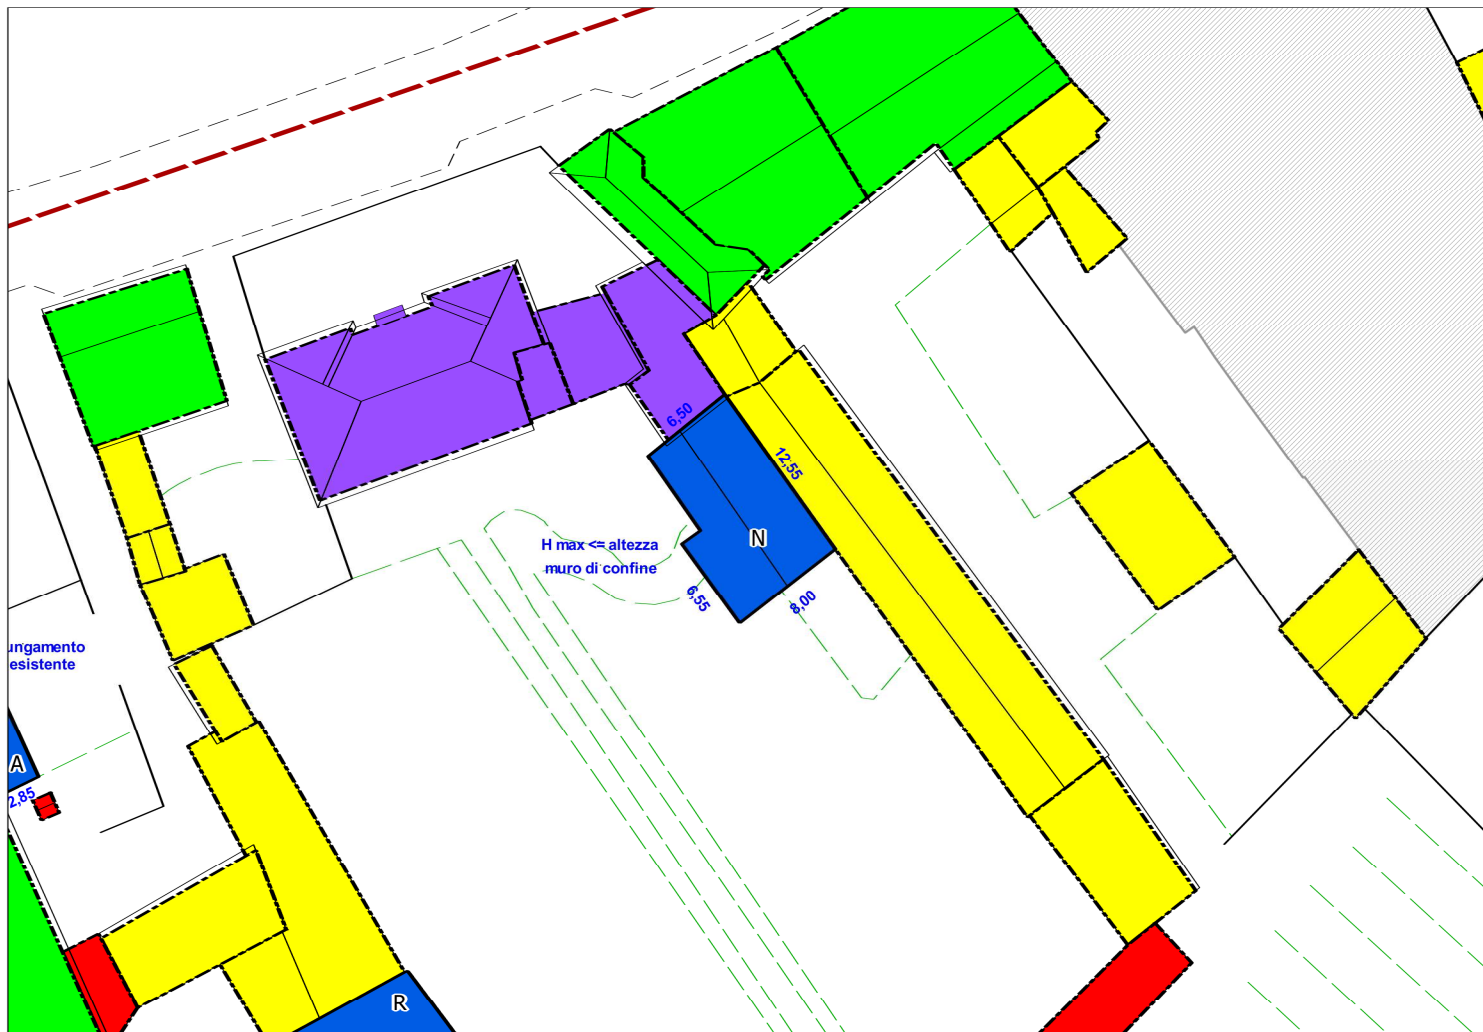 6,50
12,55
H max <= altezza
muro di confine
N
6,55
8,00
ungamento
esistente
A
2,85
R